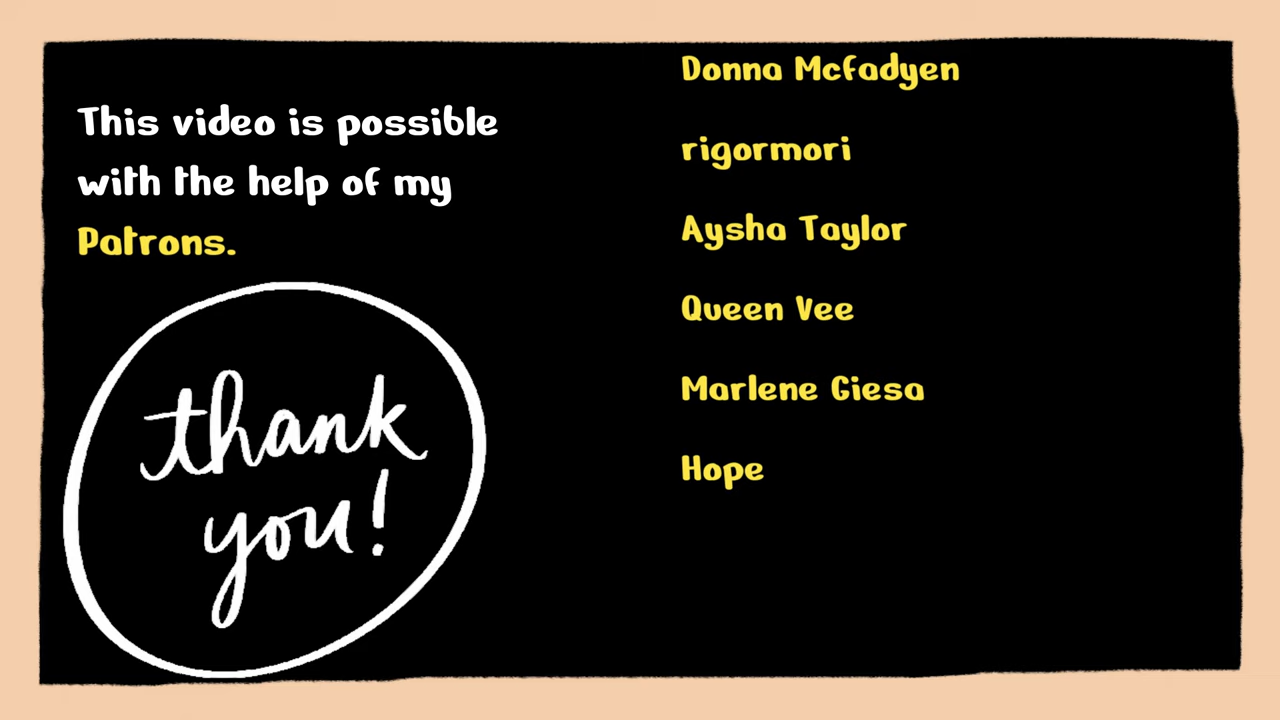 This video is possible
with the help of my
Patrons.
thank
you!
Donna Mcfadyen
rigormori
Aysha Taylor
Queen Vee
Marlene Giesa
Hope